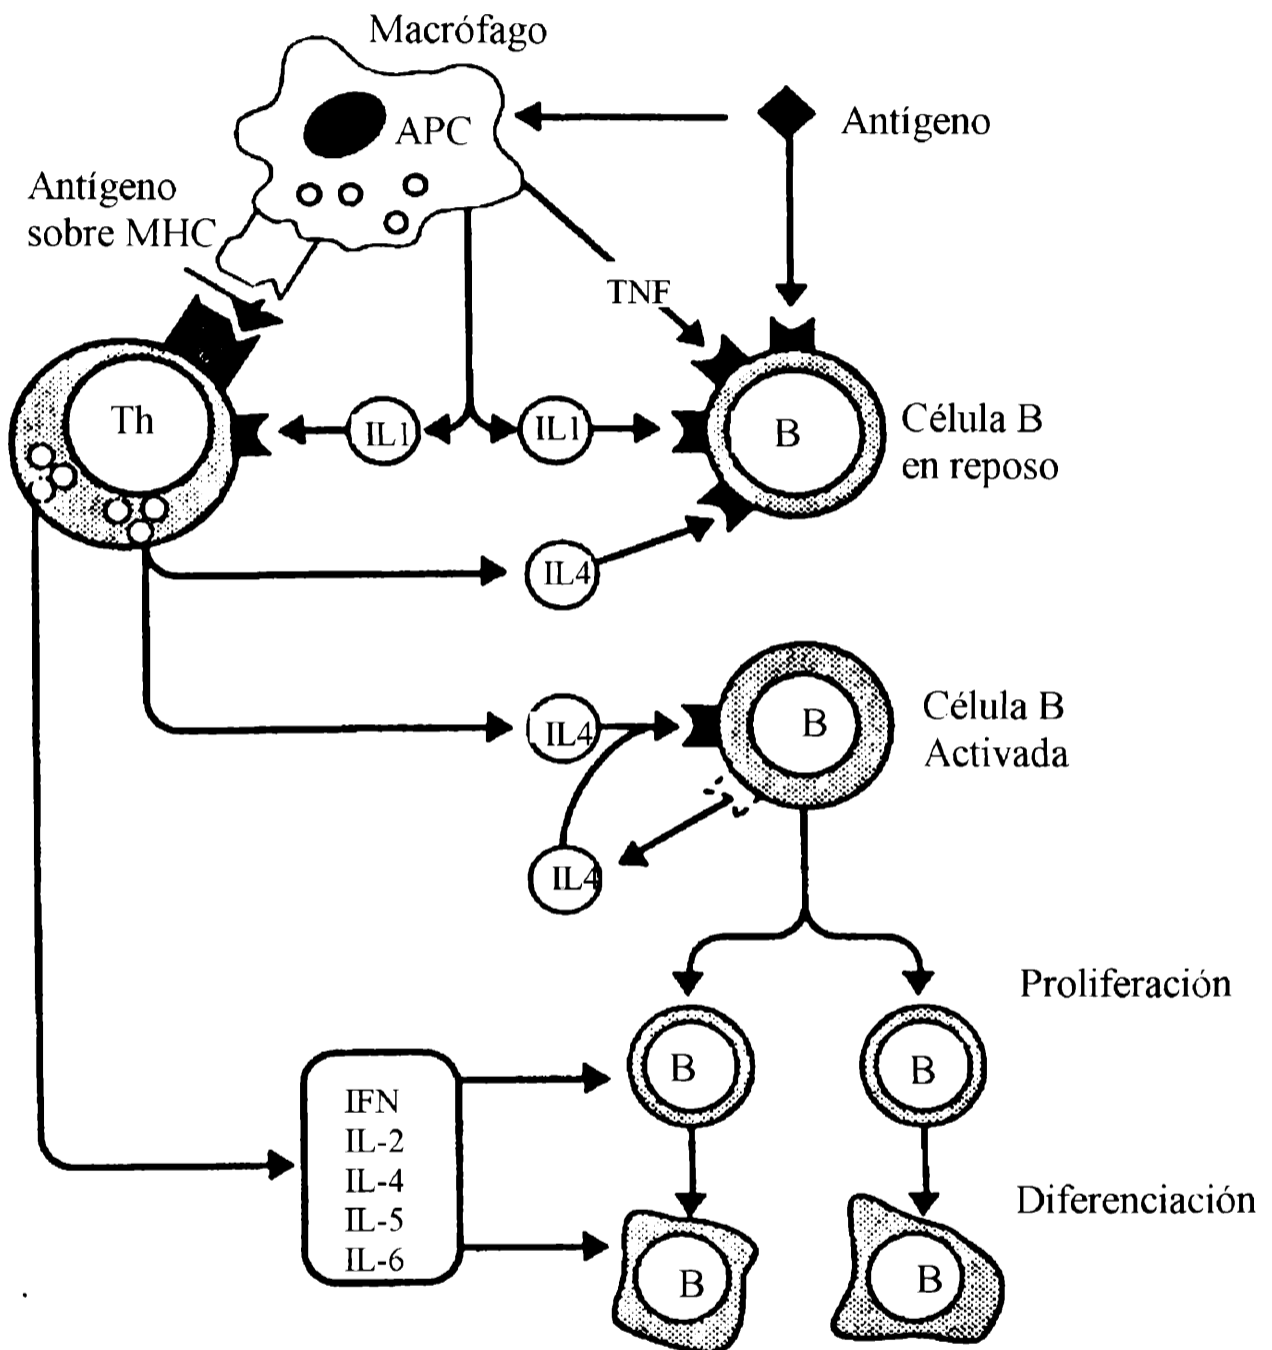 Macrófago
APC
Antígeno
Antígeno
sobre MHC
TNF
Th
IL1
IL1
B
Célula B
en reposo
IL4
IL4
B
Célula B
Activada
IL4
Proliferación
B
B
IFN
IL-2
IL-4
IL-5
IL-6
Diferenciación
B
B